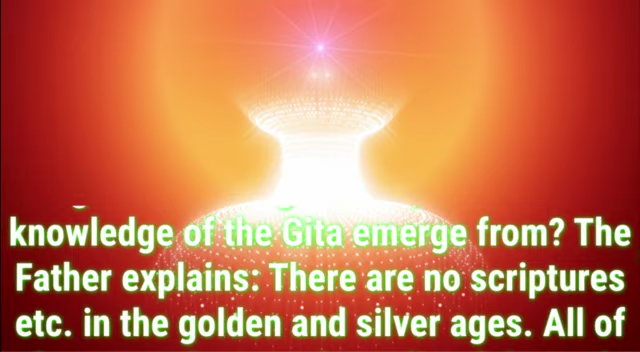 knowledge of the Gita emerge from? The
Father explains: There are no scriptures
etc. in the golden and silver ages. All of